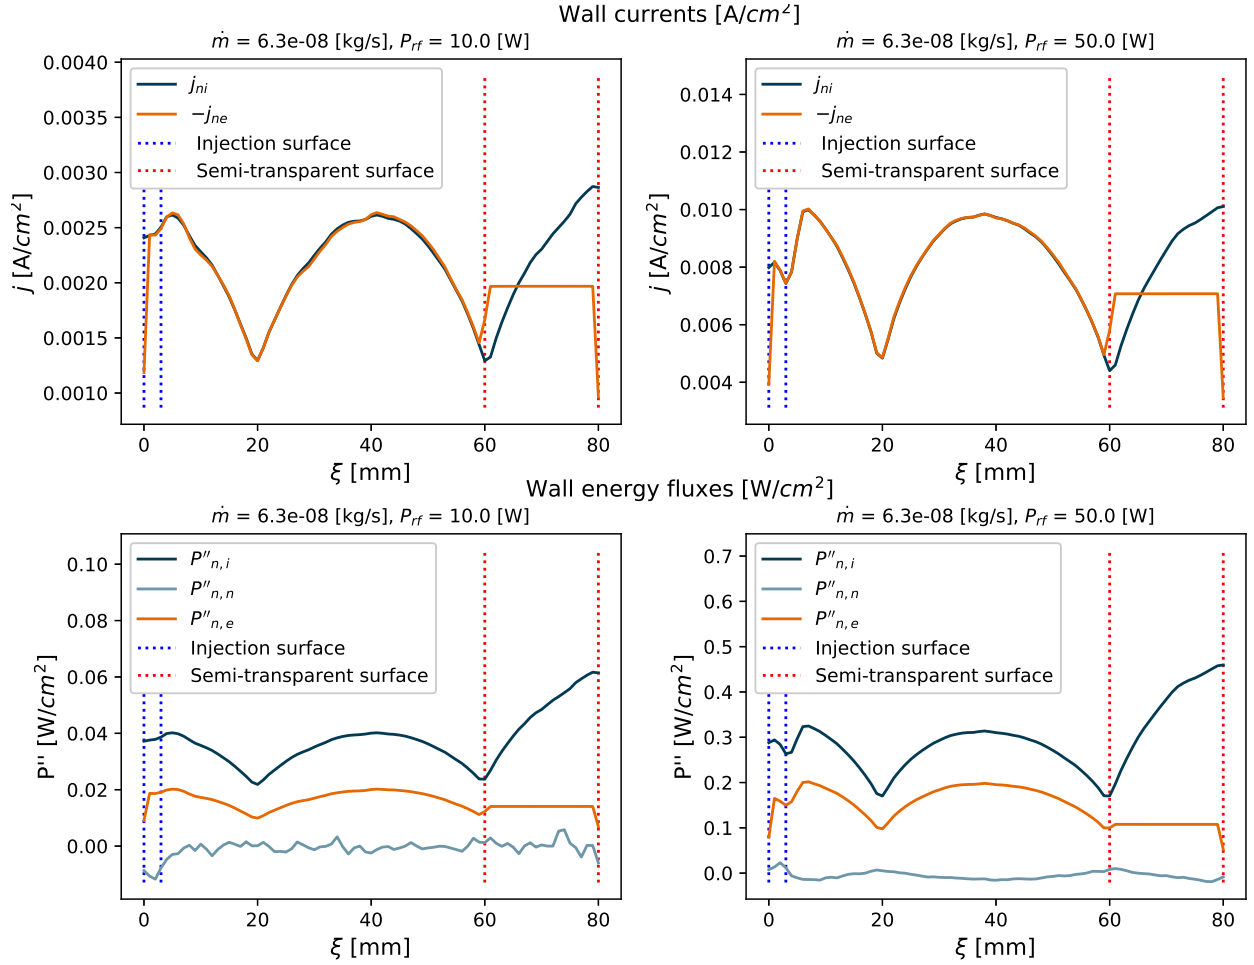 Wall currents [A/cm²]
ṁ = 6.3e-08 [kg/s], P_rf = 10.0 [W]
0.0040
0.0035
0.0030
0.0025
0.0020
0.0015
0.0010
j [A/cm²]
j_ni
−j_ne
Injection surface
Semi-transparent surface
0 20 40 60 80
ξ [mm]
ṁ = 6.3e-08 [kg/s], P_rf = 50.0 [W]
0.014
0.012
0.010
0.008
0.006
0.004
j [A/cm²]
j_ni
−j_ne
Injection surface
Semi-transparent surface
0 20 40 60 80
ξ [mm]
Wall energy fluxes [W/cm²]
ṁ = 6.3e-08 [kg/s], P_rf = 10.0 [W]
0.10
0.08
0.06
0.04
0.02
0.00
P'' [W/cm²]
P''_n,i
P''_n,n
P''_n,e
Injection surface
Semi-transparent surface
0 20 40 60 80
ξ [mm]
ṁ = 6.3e-08 [kg/s], P_rf = 50.0 [W]
0.7
0.6
0.5
0.4
0.3
0.2
0.1
0.0
P'' [W/cm²]
P''_n,i
P''_n,n
P''_n,e
Injection surface
Semi-transparent surface
0 20 40 60 80
ξ [mm]